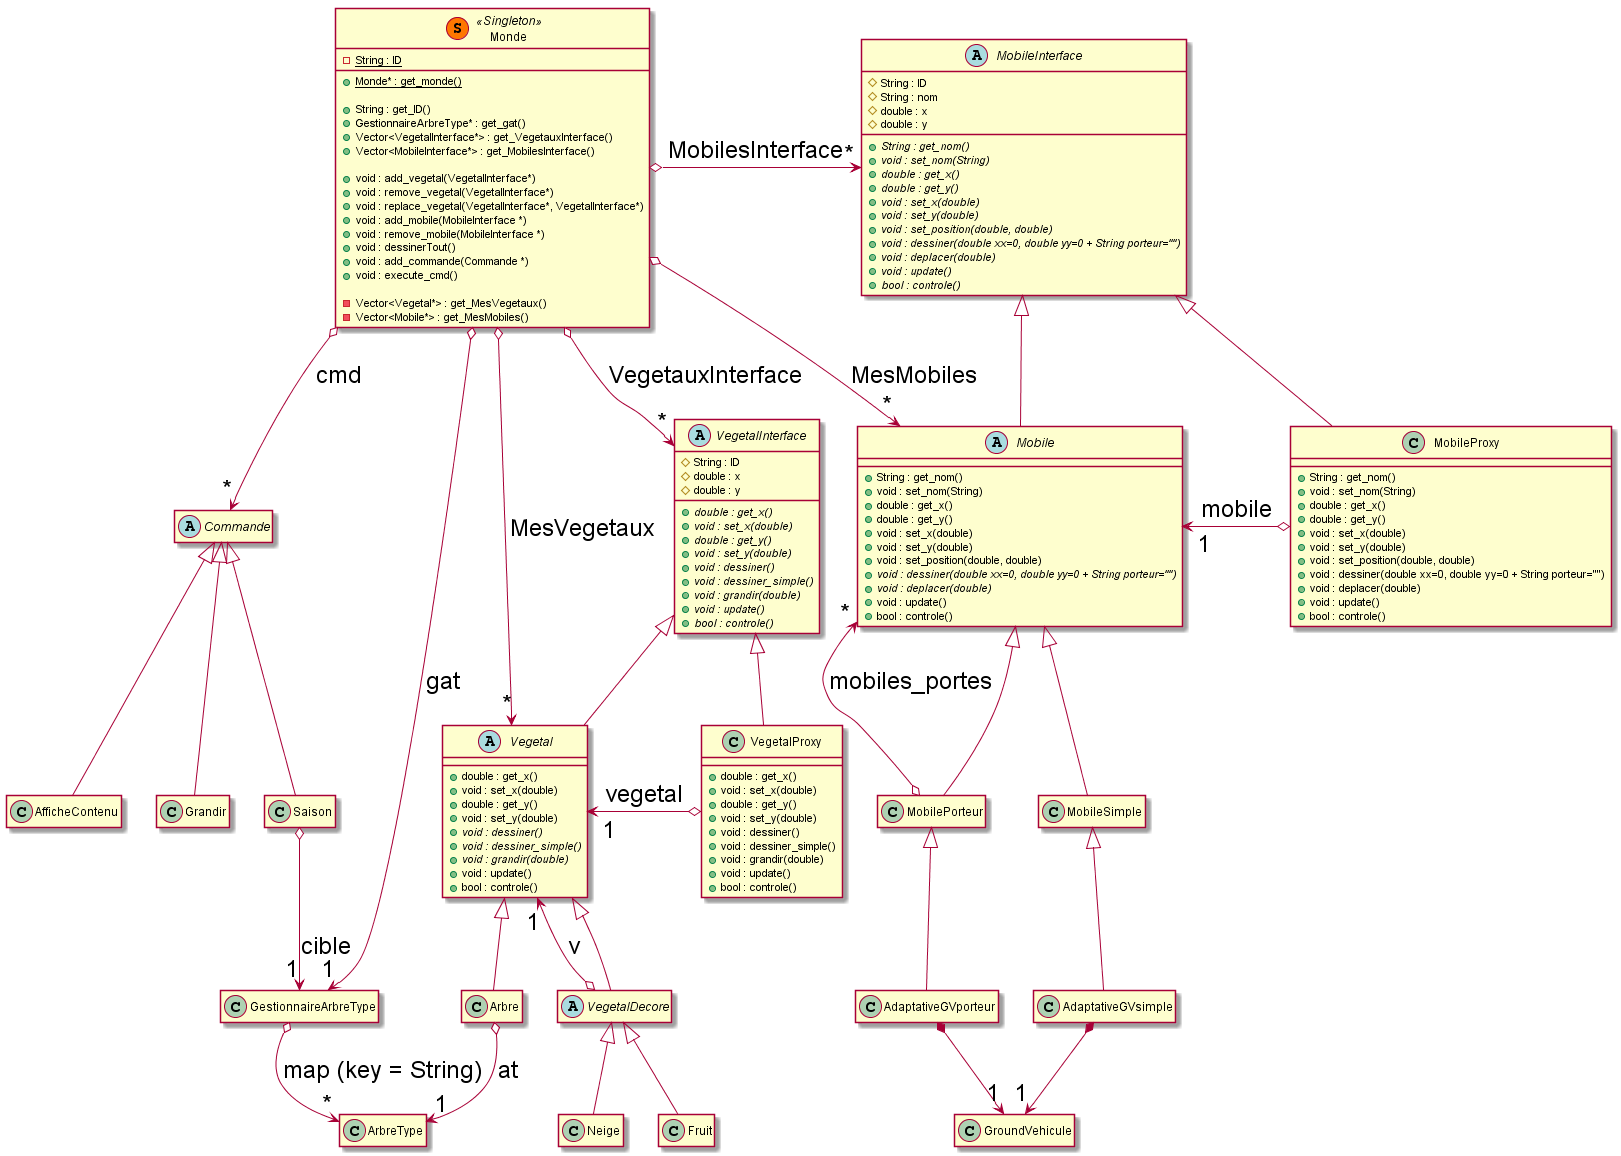 S
«Singleton»
Monde
String : ID
Monde* : get_monde()
String : get_ID()
GestionnaireArbreType* : get_gat()
Vector<VegetalInterface*> : get_VegetauxInterface()
Vector<MobileInterface*> : get_MobilesInterface()
void : add_vegetal(VegetalInterface*)
void : remove_vegetal(VegetalInterface*)
void : replace_vegetal(VegetalInterface*, VegetalInterface*)
void : add_mobile(MobileInterface *)
void : remove_mobile(MobileInterface *)
void : dessinerTout()
void : add_commande(Commande *)
void : execute_cmd()
Vector<Vegetal*> : get_MesVegetaux()
Vector<Mobile*> : get_MesMobiles()
MobilesInterface *
A MobileInterface
String : ID
String : nom
double : x
double : y
String : get_nom()
void : set_nom(String)
double : get_x()
double : get_y()
void : set_x(double)
void : set_y(double)
void : set_position(double, double)
void : dessiner(double xx=0, double yy=0 + String porteur="")
void : deplacer(double)
void : update()
bool : controle()
cmd
*
VegetauxInterface
*
MesMobiles
*
MesVegetaux
*
gat
1
A VegetalInterface
String : ID
double : x
double : y
double : get_x()
void : set_x(double)
double : get_y()
void : set_y(double)
void : dessiner()
void : dessiner_simple()
void : grandir(double)
void : update()
bool : controle()
A Mobile
String : get_nom()
void : set_nom(String)
double : get_x()
double : get_y()
void : set_x(double)
void : set_y(double)
void : set_position(double, double)
void : dessiner(double xx=0, double yy=0 + String porteur="")
void : deplacer(double)
void : update()
bool : controle()
mobile
1
C MobileProxy
String : get_nom()
void : set_nom(String)
double : get_x()
double : get_y()
void : set_x(double)
void : set_y(double)
void : set_position(double, double)
void : dessiner(double xx=0, double yy=0 + String porteur="")
void : deplacer(double)
void : update()
bool : controle()
A Commande
*
mobiles_portes
A Vegetal
double : get_x()
void : set_x(double)
double : get_y()
void : set_y(double)
void : dessiner()
void : dessiner_simple()
void : grandir(double)
void : update()
bool : controle()
vegetal
1
C VegetalProxy
double : get_x()
void : set_x(double)
double : get_y()
void : set_y(double)
void : dessiner()
void : dessiner_simple()
void : grandir(double)
void : update()
bool : controle()
C AfficheContenu
C Grandir
C Saison
C MobilePorteur
C MobileSimple
cible
1
1
v
C GestionnaireArbreType
C Arbre
A VegetalDecore
C AdaptativeGVporteur
C AdaptativeGVsimple
map (key = String)
*
at
1
1
1
C ArbreType
C Neige
C Fruit
C GroundVehicule